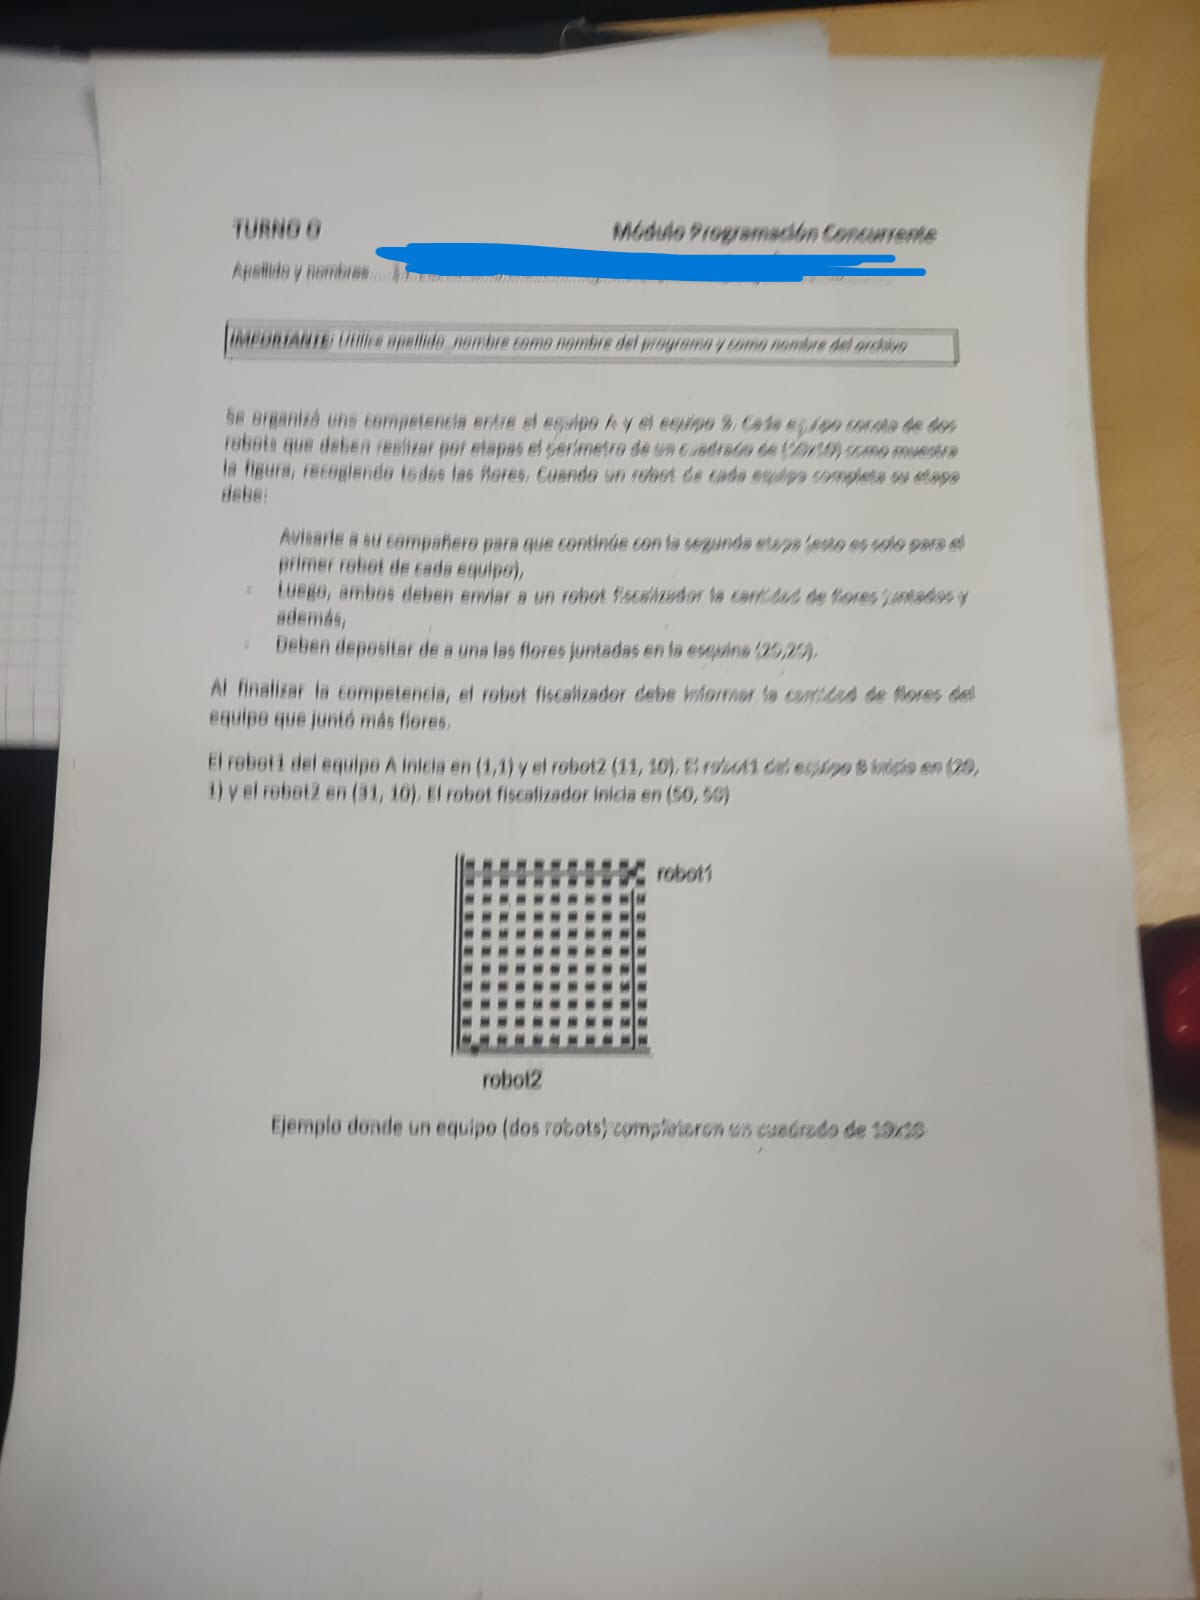 TURNO O
Módulo Programación Concurrente
Apellido y nombres
IMPORTANTE: Utilice apellido_nombre como nombre del programa y como nombre del archivo
Se organizó una competencia entre el equipo A y el equipo B. Cada equipo consta de dos
robots que deben realizar por etapas el perímetro de un cuadrado de (10x10) como muestra
la figura, recogiendo todas las flores. Cuando un robot de cada equipo completa su etapa
debe:
Avisarle a su compañero para que continúe con la segunda etapa (esto es solo para el
primer robot de cada equipo),
Luego, ambos deben enviar a un robot fiscalizador la cantidad de flores juntadas y
además,
Deben depositar de a una las flores juntadas en la esquina
Al finalizar la competencia, el robot fiscalizador debe informar la cantidad de flores del
equipo que juntó más flores.
El robot1 del equipo A inicia en (1,1) y el robot2 (11, 10). El robot1 del equipo B inicia en (20,
1) y el robot2 en (31, 10). El robot fiscalizador inicia en (50, 50)
robot1
robot2
Ejemplo donde un equipo (dos robots) completaron un cuadrado de 10x10